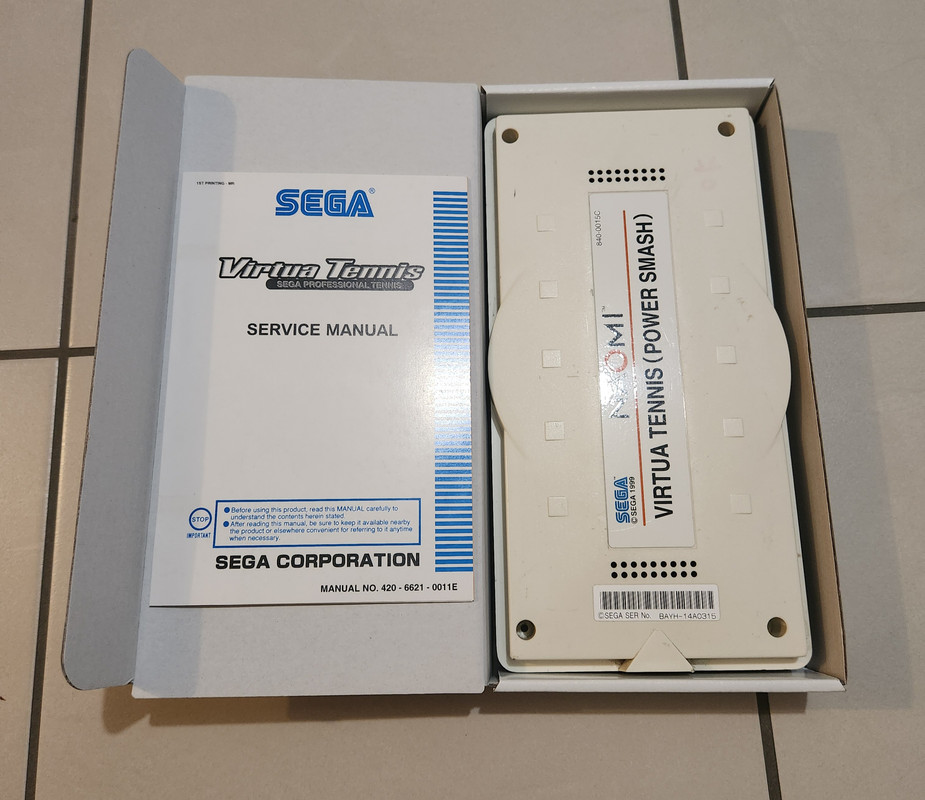 1ST PRINTING - MR
SEGA®
Virtua Tennis
SEGA PROFESSIONAL TENNIS
SERVICE MANUAL
STOP
IMPORTANT
● Before using this product, read this MANUAL carefully to
understand the contents herein stated.
● After reading this manual, be sure to keep it available nearby
the product or elsewhere convenient for referring to it anytime
when necessary.
SEGA CORPORATION
MANUAL NO. 420 - 6621 - 0011E
840-0015C
NAOMI™
VIRTUA TENNIS (POWER SMASH)
SEGA
©SEGA 1999
©SEGA SER No. BAYH-14A0315